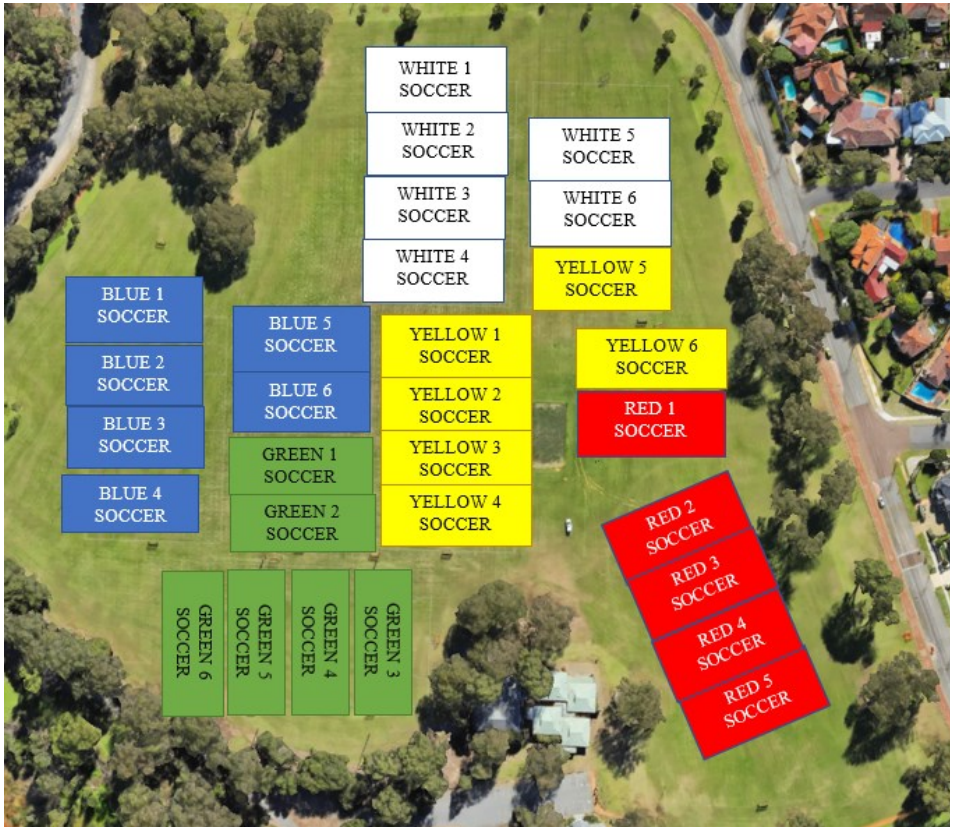 WHITE 1
SOCCER
WHITE 2
SOCCER
WHITE 3
SOCCER
WHITE 4
SOCCER
WHITE 5
SOCCER
WHITE 6
SOCCER
YELLOW 5
SOCCER
BLUE 1
SOCCER
BLUE 2
SOCCER
BLUE 3
SOCCER
BLUE 4
SOCCER
BLUE 5
SOCCER
BLUE 6
SOCCER
GREEN 1
SOCCER
GREEN 2
SOCCER
YELLOW 1
SOCCER
YELLOW 2
SOCCER
YELLOW 3
SOCCER
YELLOW 4
SOCCER
YELLOW 6
SOCCER
RED 1
SOCCER
RED 2
SOCCER
RED 3
SOCCER
RED 4
SOCCER
RED 5
SOCCER
GREEN 6
SOCCER
GREEN 5
SOCCER
GREEN 4
SOCCER
GREEN 3
SOCCER